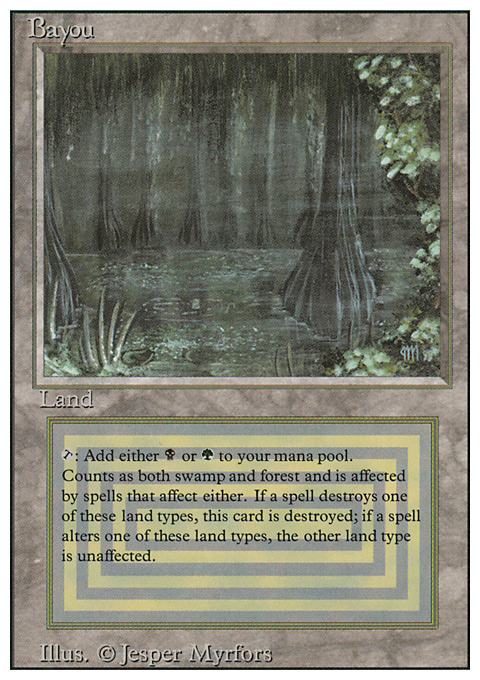 Bayou
Land
: Add either or to your mana pool.
Counts as both swamp and forest and is affected
by spells that affect either. If a spell destroys one
of these land types, this card is destroyed; if a spell
alters one of these land types, the other land type
is unaffected.
Illus. © Jesper Myrfors